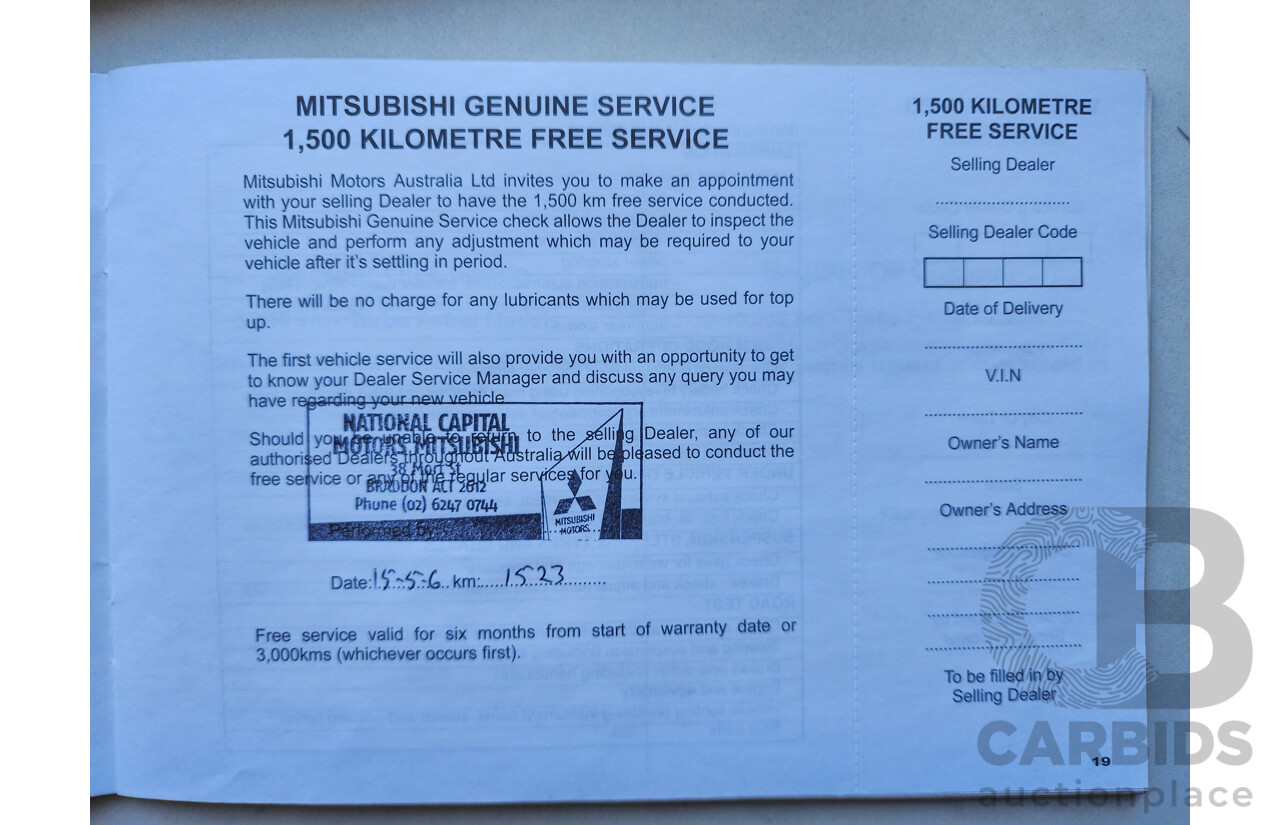 MITSUBISHI GENUINE SERVICE
1,500 KILOMETRE FREE SERVICE
Mitsubishi Motors Australia Ltd invites you to make an appointment
with your selling Dealer to have the 1,500 km free service conducted.
This Mitsubishi Genuine Service check allows the Dealer to inspect the
vehicle and perform any adjustment which may be required to your
vehicle after it's settling in period.
There will be no charge for any lubricants which may be used for top
up.
The first vehicle service will also provide you with an opportunity to get
to know your Dealer Service Manager and discuss any query you may
have regarding your new vehicle
Should you be unable to return to the selling Dealer, any of our
authorised Dealers throughout Australia will be pleased to conduct the
free service or any of the regular services for you.
NATIONAL CAPITAL
MOTORS MITSUBISHI
38 Mort St
BRADDON ACT 2612
Phone (02) 6247 0744
MITSUBISHI
MOTORS
Performed by
Date: 15-5-6 km: 1523
Free service valid for six months from start of warranty date or
3,000kms (whichever occurs first).
1,500 KILOMETRE
FREE SERVICE
Selling Dealer
Selling Dealer Code
Date of Delivery
V.I.N
Owner's Name
Owner's Address
To be filled in by
Selling Dealer
19
CB
CARBIDS
auctionplace